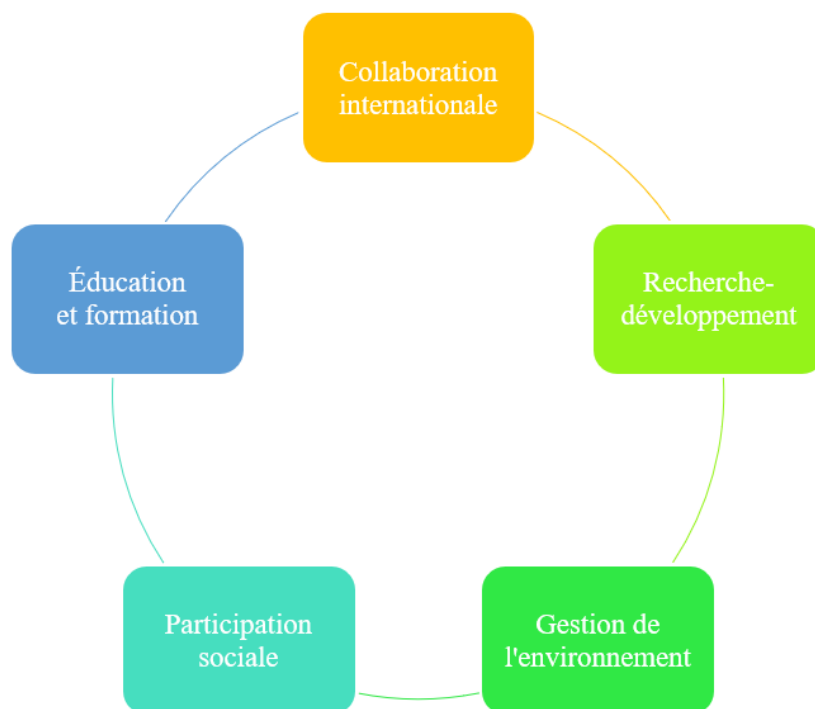 Collaboration
internationale
Recherche-
développement
Gestion de
l'environnement
Participation
sociale
Éducation
et formation